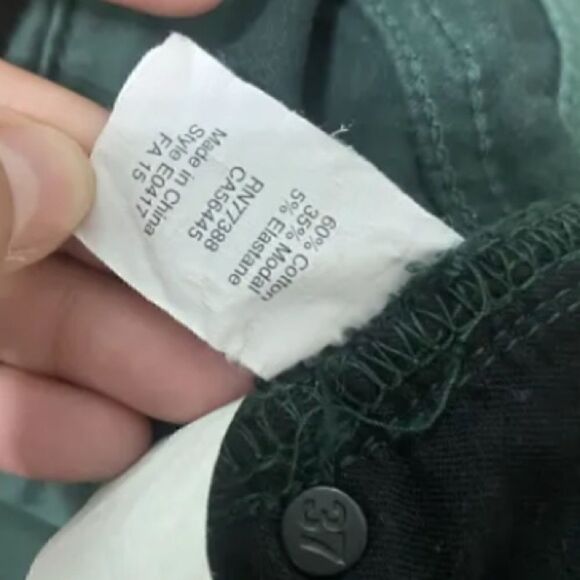 60% Cotton
35% Modal
5% Elastane
RN77388
CA56445
Made in China
Style E0417
FA 15
37